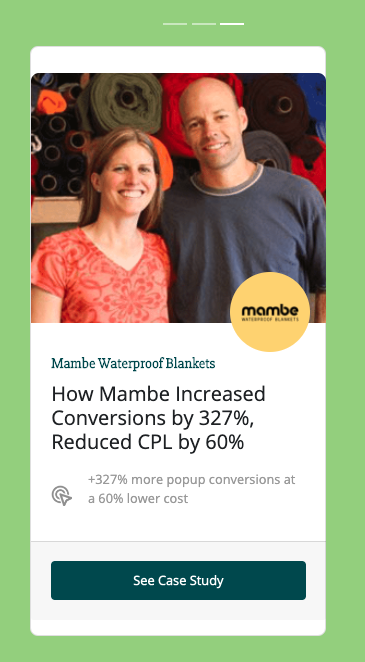 mambe
WATERPROOF BLANKETS
Mambe Waterproof Blankets
How Mambe Increased
Conversions by 327%,
Reduced CPL by 60%
+327% more popup conversions at
a 60% lower cost
See Case Study